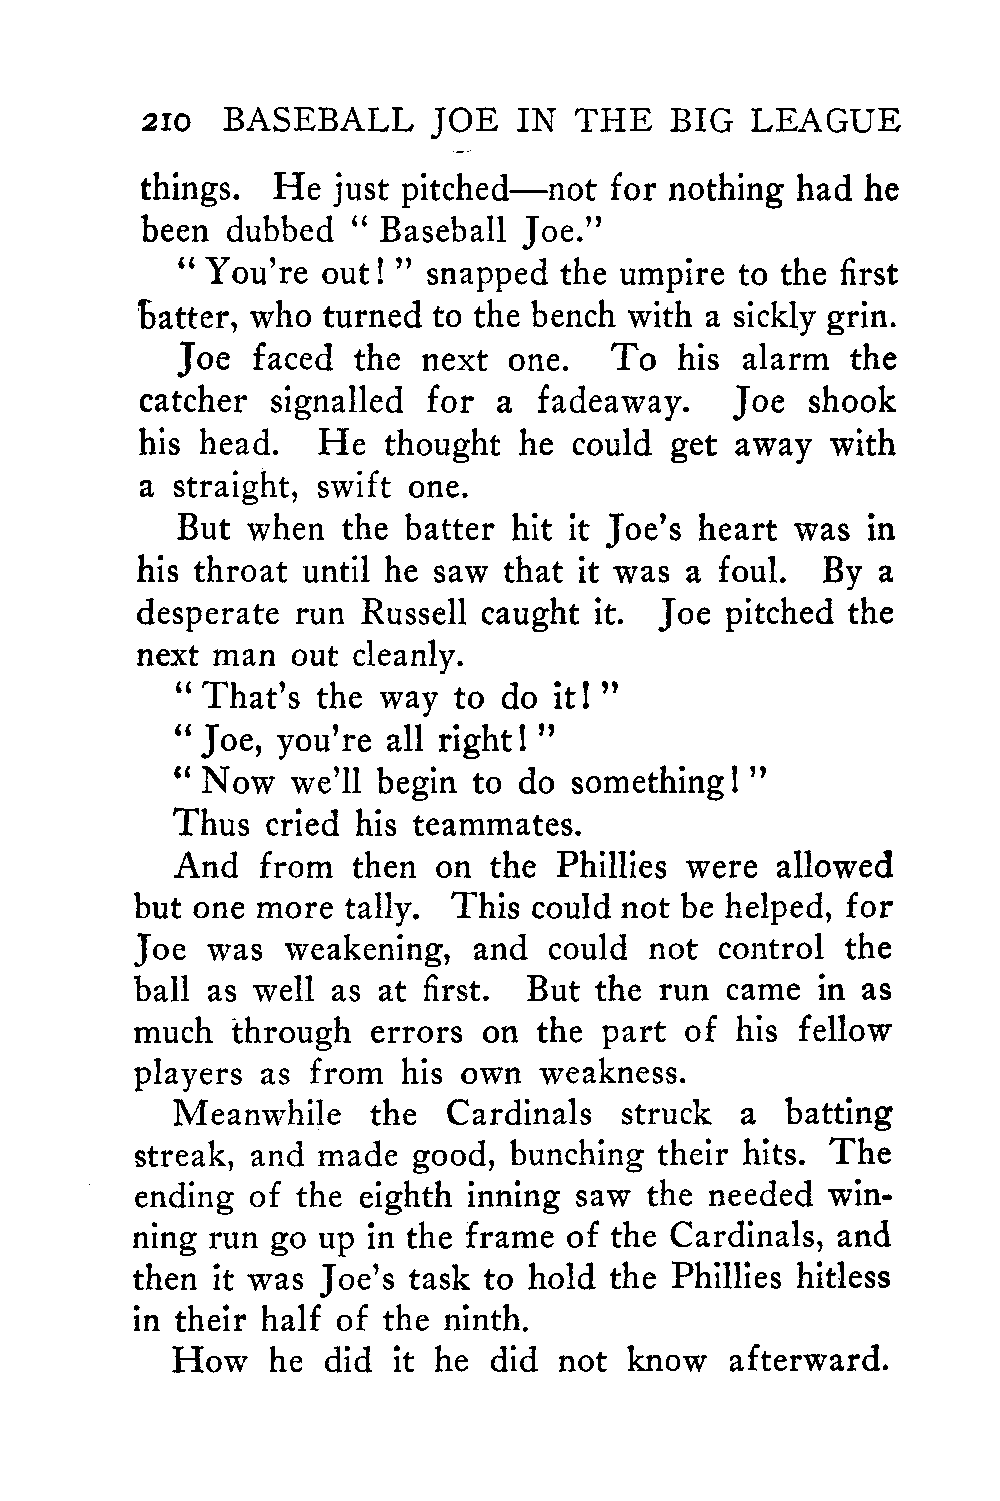 210 BASEBALL JOE IN THE BIG LEAGUE
things. He just pitched—not for nothing had he
been dubbed “ Baseball Joe.”
“ You’re out! ” snapped the umpire to the first
batter, who turned to the bench with a sickly grin.
Joe faced the next one. To his alarm the
catcher signalled for a fadeaway. Joe shook
his head. He thought he could get away with
a straight, swift one.
But when the batter hit it Joe’s heart was in
his throat until he saw that it was a foul. By a
desperate run Russell caught it. Joe pitched the
next man out cleanly.
“ That’s the way to do it! ”
“ Joe, you’re all right! ”
“ Now we’ll begin to do something! ”
Thus cried his teammates.
And from then on the Phillies were allowed
but one more tally. This could not be helped, for
Joe was weakening, and could not control the
ball as well as at first. But the run came in as
much through errors on the part of his fellow
players as from his own weakness.
Meanwhile the Cardinals struck a batting
streak, and made good, bunching their hits. The
ending of the eighth inning saw the needed win-
ning run go up in the frame of the Cardinals, and
then it was Joe’s task to hold the Phillies hitless
in their half of the ninth.
How he did it he did not know afterward.